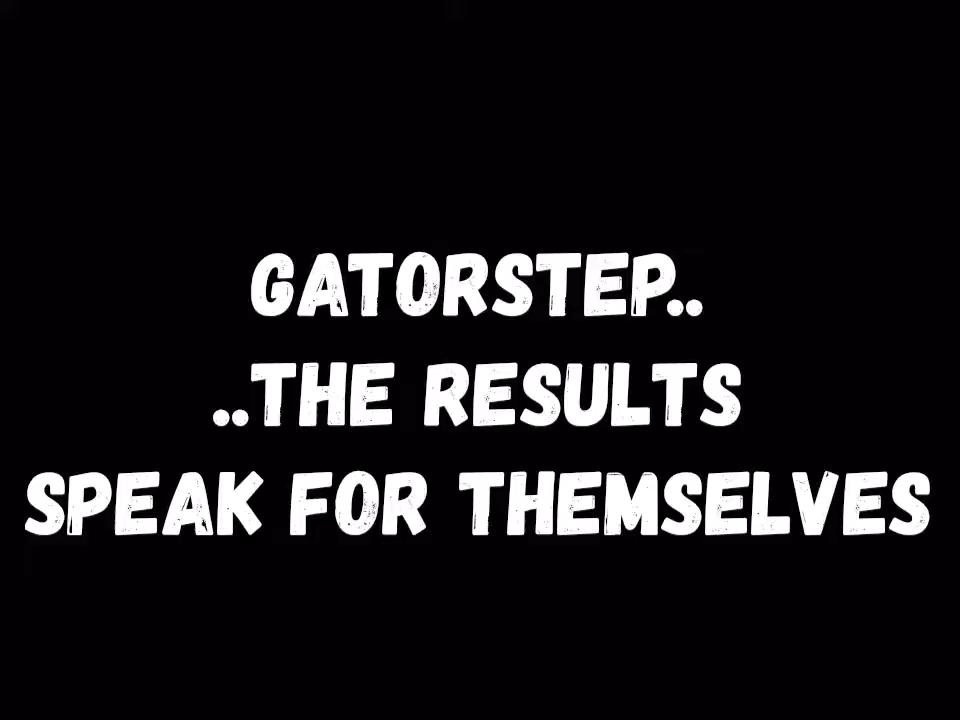 GATORSTEP..
..THE RESULTS
SPEAK FOR THEMSELVES